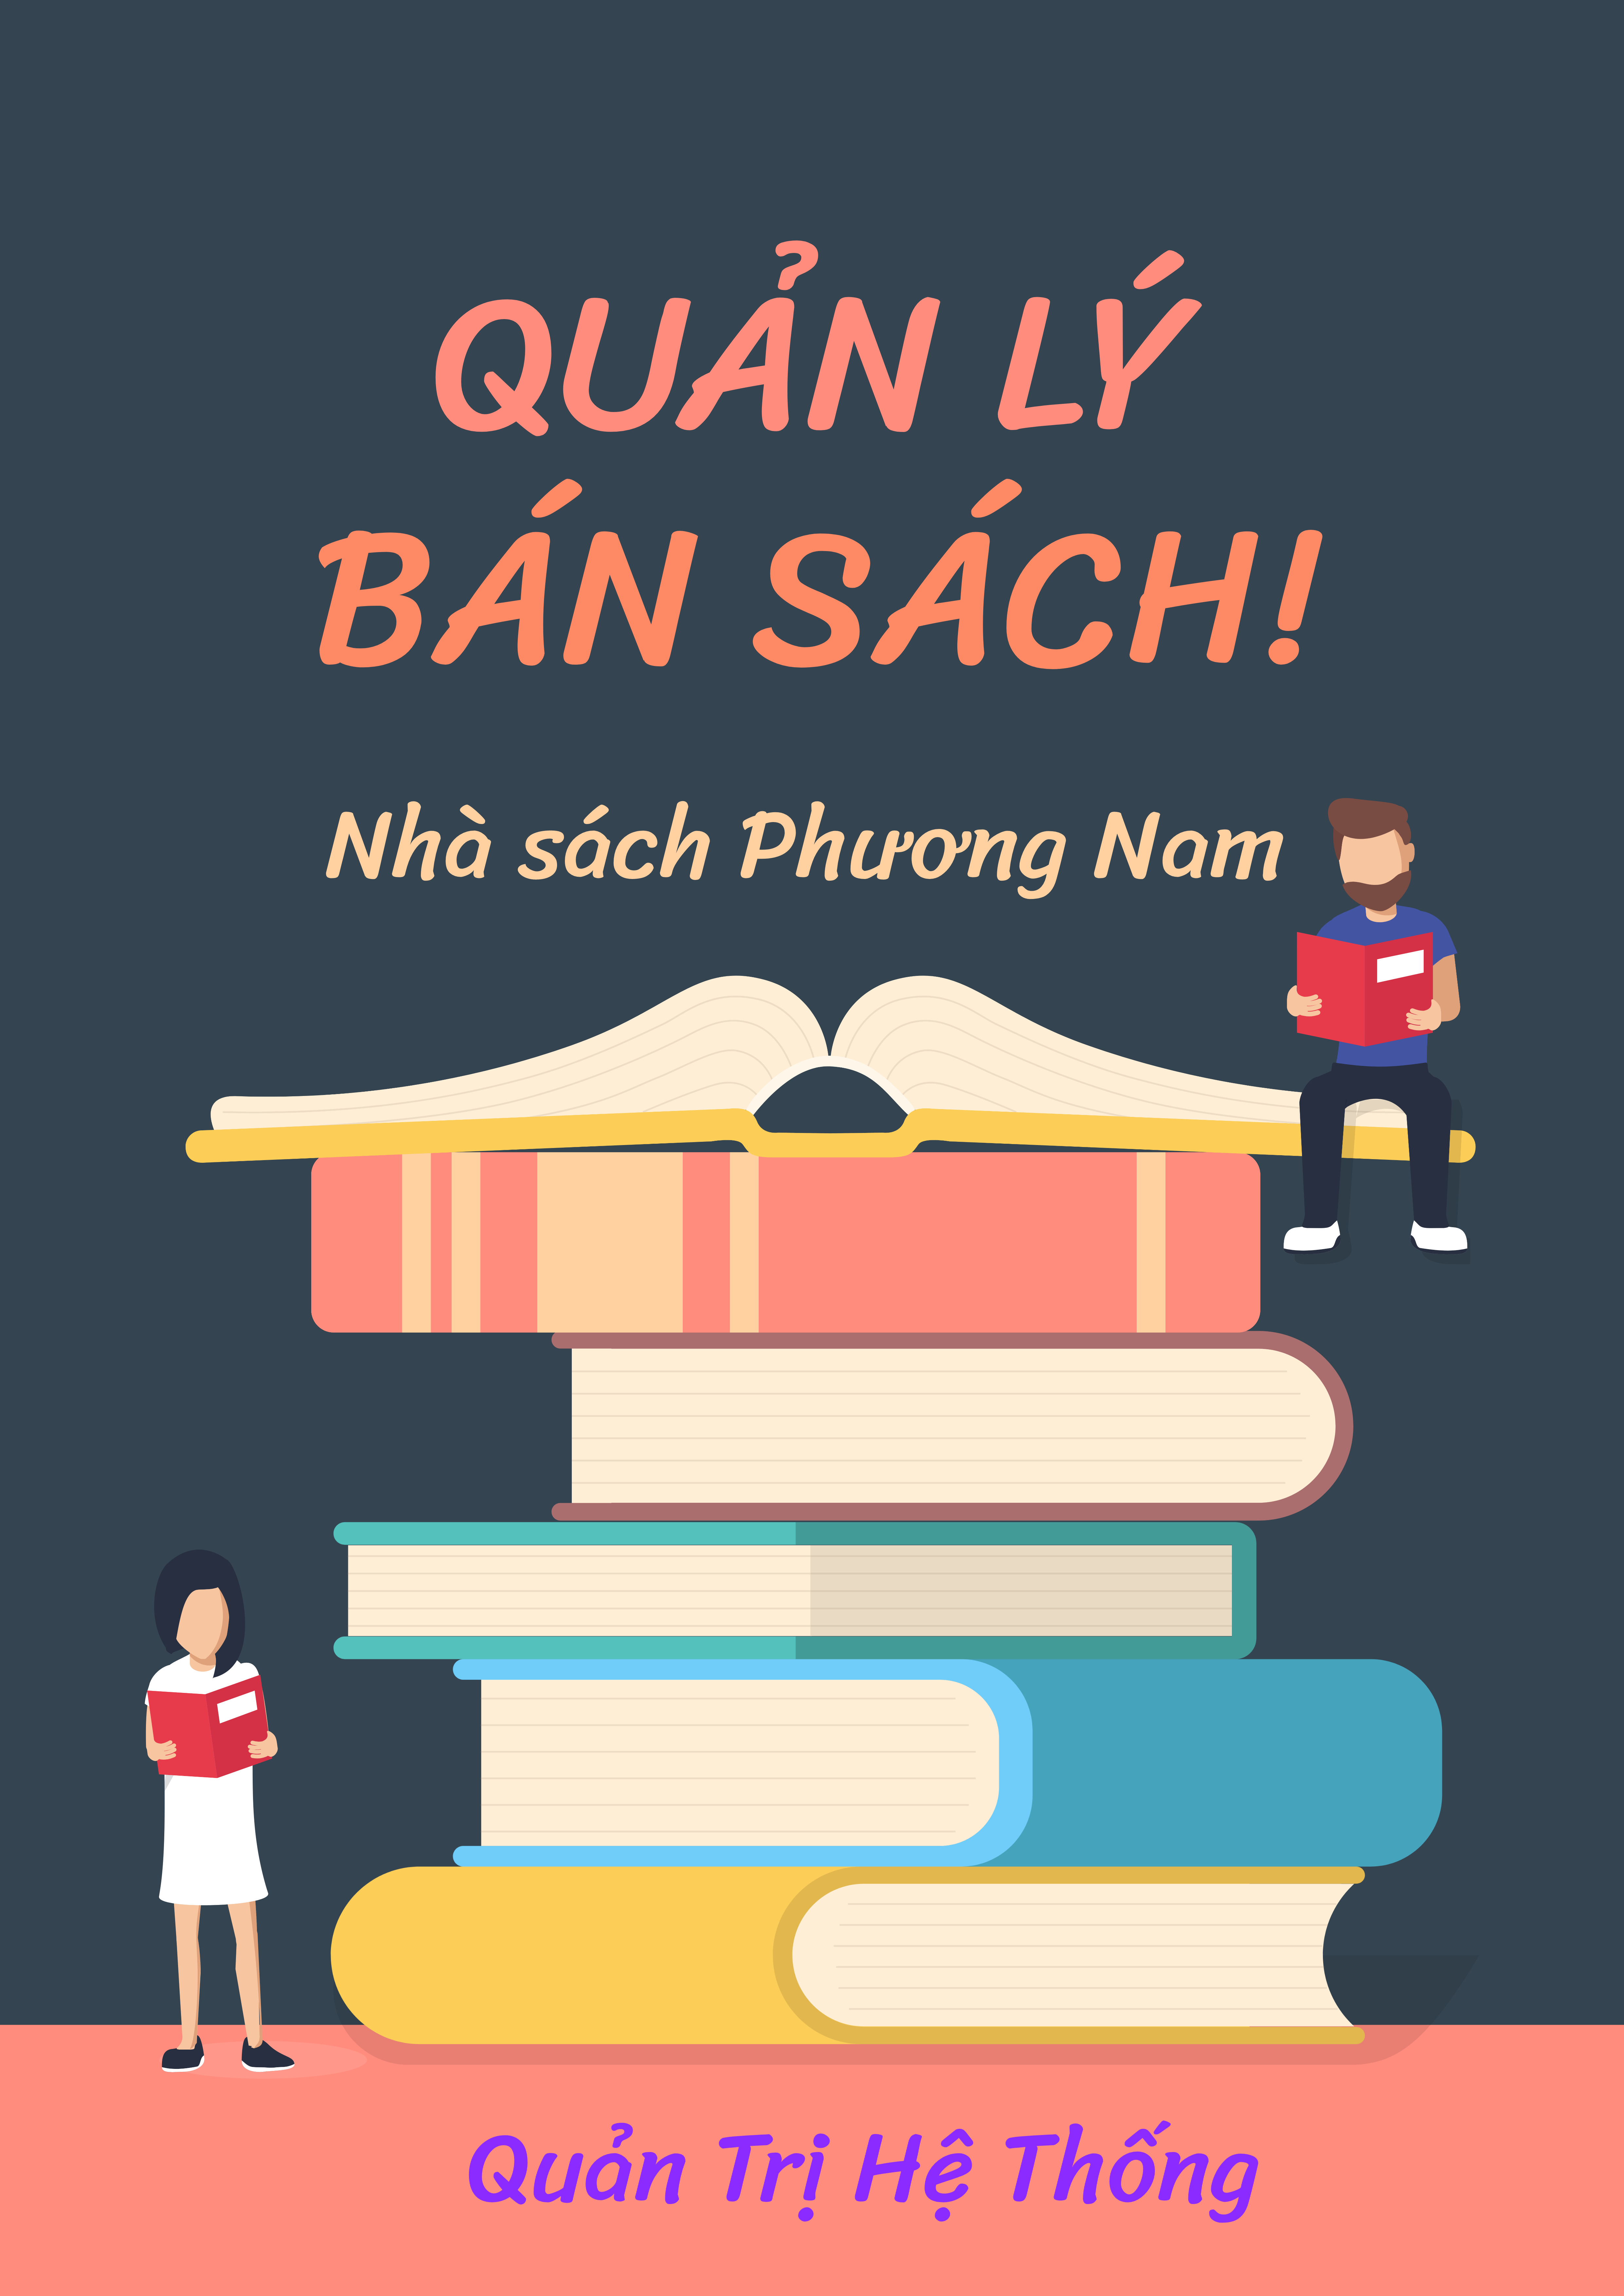 QUẢN LÝ
BÁN SÁCH!
Nhà sách Phương Nam
Quản Trị Hệ Thống